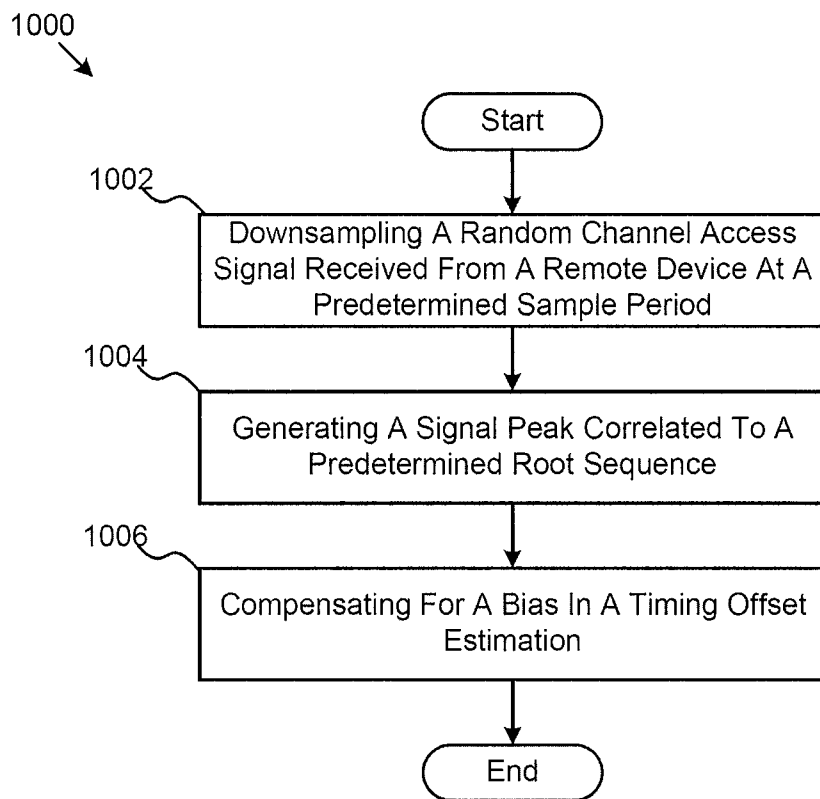 1000
Start
1002
Downsampling A Random Channel Access
Signal Received From A Remote Device At A
Predetermined Sample Period
1004
Generating A Signal Peak Correlated To A
Predetermined Root Sequence
1006
Compensating For A Bias In A Timing Offset
Estimation
End